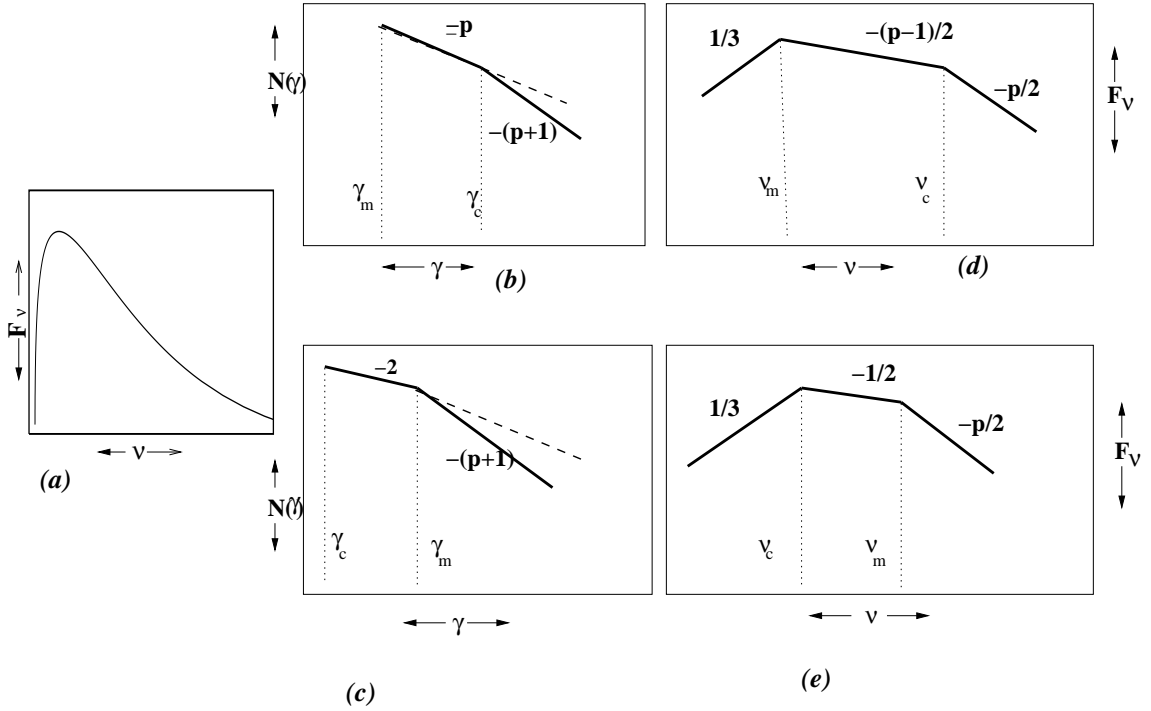 F ν
ν
(a)
N(γ)
−p
−(p+1)
γm
γc
γ
(b)
1/3
−(p−1)/2
−p/2
νm
νc
ν
(d)
Fν
N(γ)
−2
−(p+1)
γc
γm
γ
(c)
1/3
−1/2
−p/2
νc
νm
ν
(e)
Fν